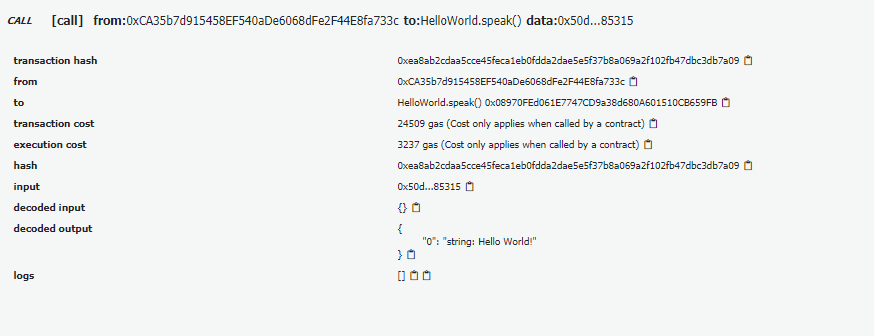 CALL [call] from:0xCA35b7d915458EF540aDe6068dFe2F44E8fa733c to:HelloWorld.speak() data:0x50d...85315
transaction hash 0xea8ab2cdaa5cce45feca1eb0fdda2dae5e5f37b8a069a2f102fb47dbc3db7a09
from 0xCA35b7d915458EF540aDe6068dFe2F44E8fa733c
to HelloWorld.speak() 0x08970FEd061E7747CD9a38d680A601510CB659FB
transaction cost 24509 gas (Cost only applies when called by a contract)
execution cost 3237 gas (Cost only applies when called by a contract)
hash 0xea8ab2cdaa5cce45feca1eb0fdda2dae5e5f37b8a069a2f102fb47dbc3db7a09
input 0x50d...85315
decoded input {}
decoded output {
"0": "string: Hello World!"
}
logs []